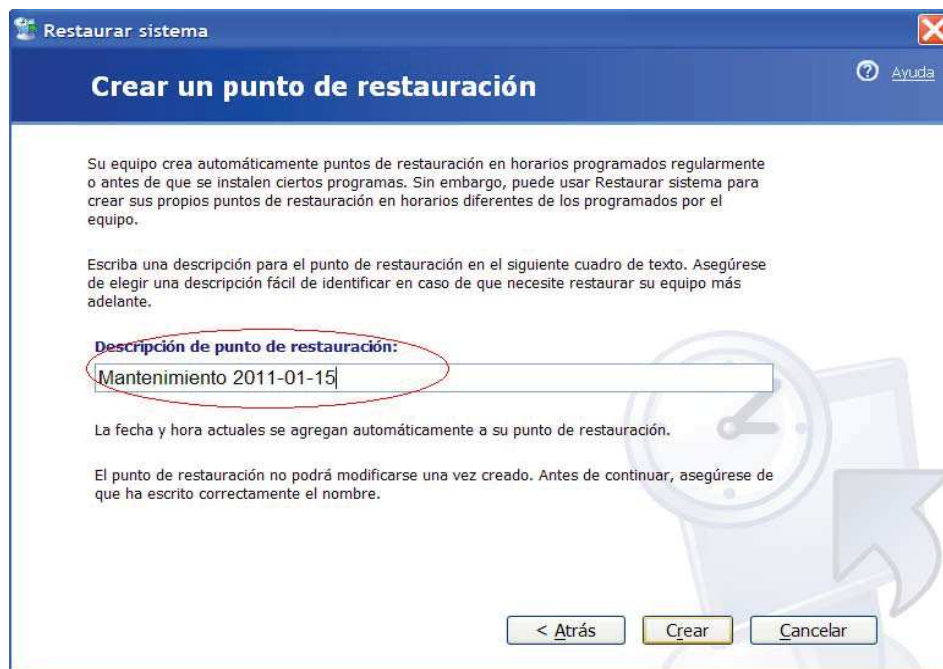 Restaurar sistema
Crear un punto de restauración
Ayuda
Su equipo crea automáticamente puntos de restauración en horarios programados regularmente
o antes de que se instalen ciertos programas. Sin embargo, puede usar Restaurar sistema para
crear sus propios puntos de restauración en horarios diferentes de los programados por el
equipo.
Escriba una descripción para el punto de restauración en el siguiente cuadro de texto. Asegúrese
de elegir una descripción fácil de identificar en caso de que necesite restaurar su equipo más
adelante.
Descripción de punto de restauración:
Mantenimiento 2011-01-15
La fecha y hora actuales se agregan automáticamente a su punto de restauración.
El punto de restauración no podrá modificarse una vez creado. Antes de continuar, asegúrese de
que ha escrito correctamente el nombre.
< Atrás Crear Cancelar